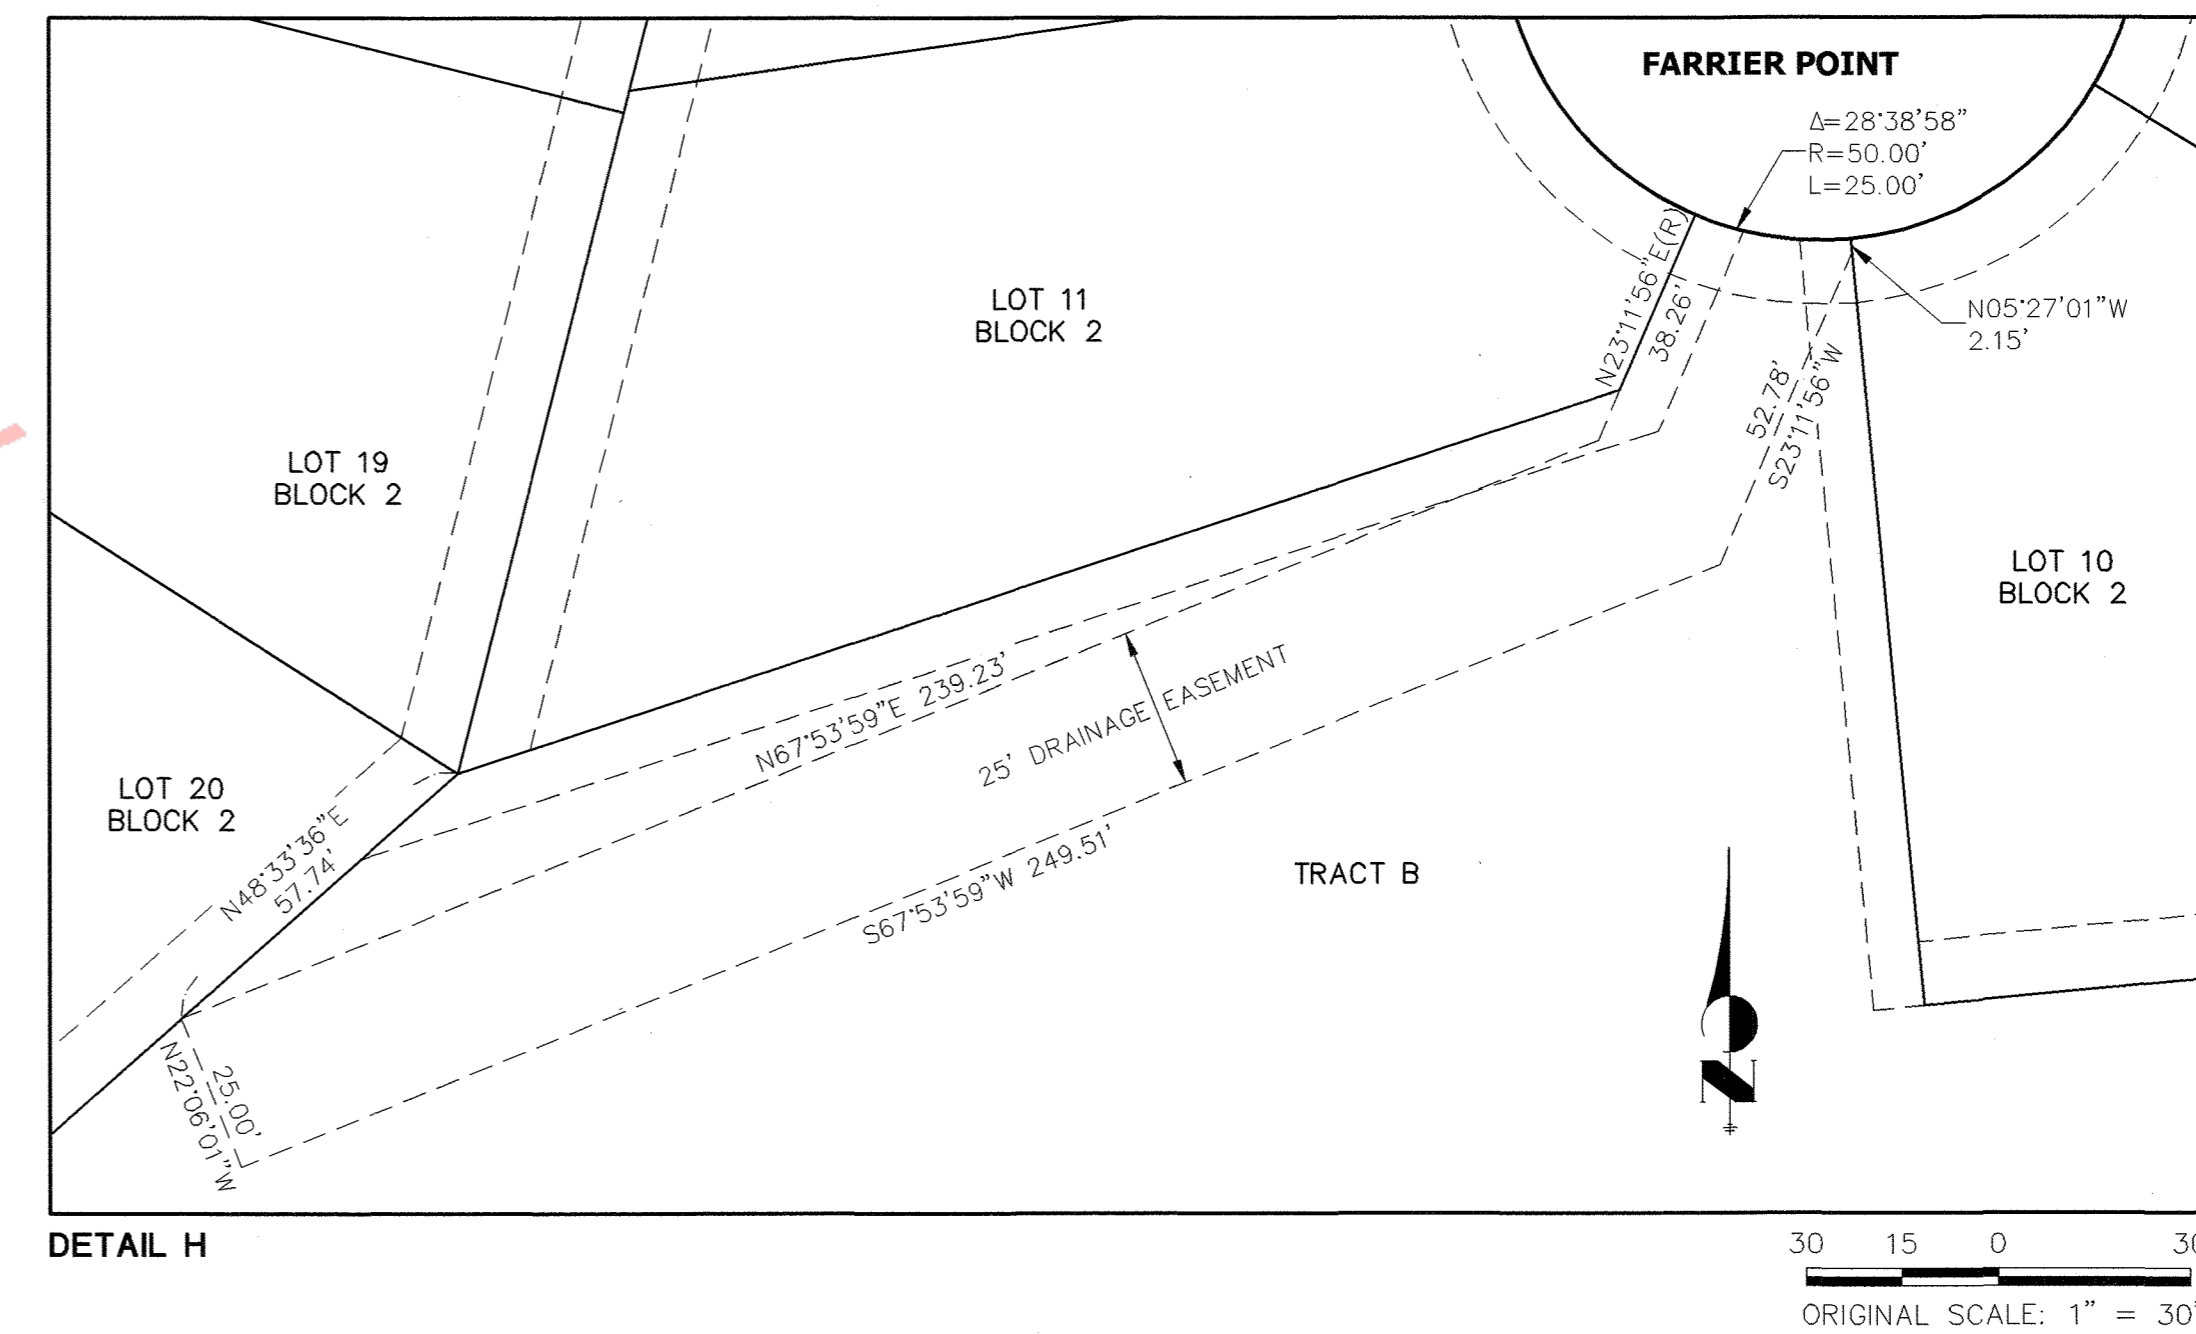 FARRIER POINT
Δ=28°38'58"
R=50.00'
L=25.00'
N23°11'56"E(R)
38.26'
LOT 11
BLOCK 2
N05°27'01"W
2.15'
52.78'
S23°11'56"W
LOT 19
BLOCK 2
LOT 10
BLOCK 2
N67°53'59"E 239.23'
25' DRAINAGE EASEMENT
LOT 20
BLOCK 2
N48°33'36"E
57.74'
S67°53'59"W 249.51'
TRACT B
25.00'
N22°06'01"W
N
DETAIL H
30 15 0 30
ORIGINAL SCALE: 1" = 30'